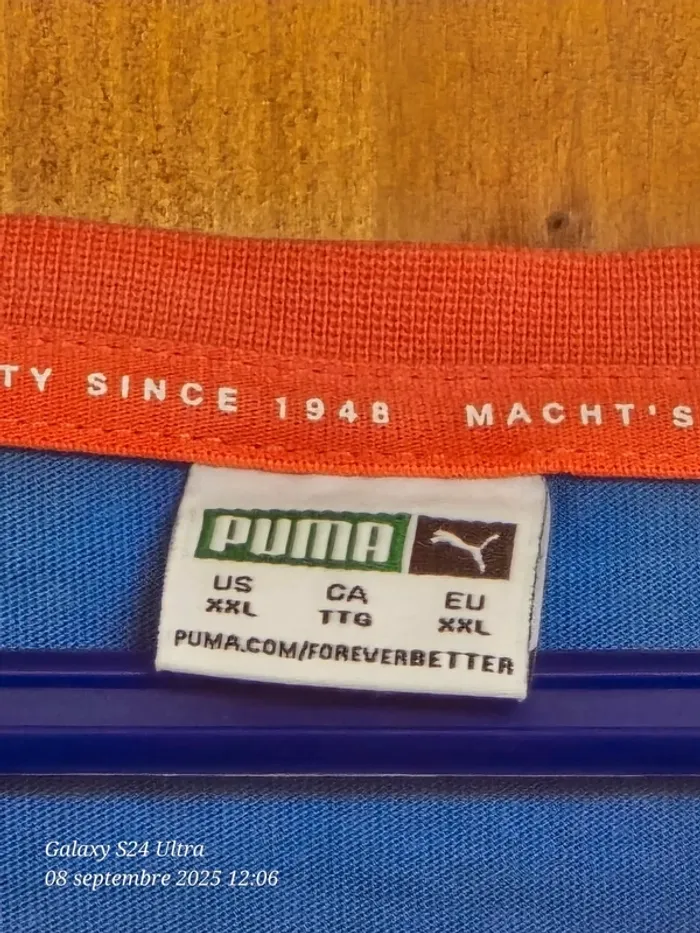 TY SINCE 1948 MACHT'S
PUMA
US CA EU
XXL TTG XXL
PUMA.COM/FOREVERBETTER
Galaxy S24 Ultra
08 septembre 2025 12:06